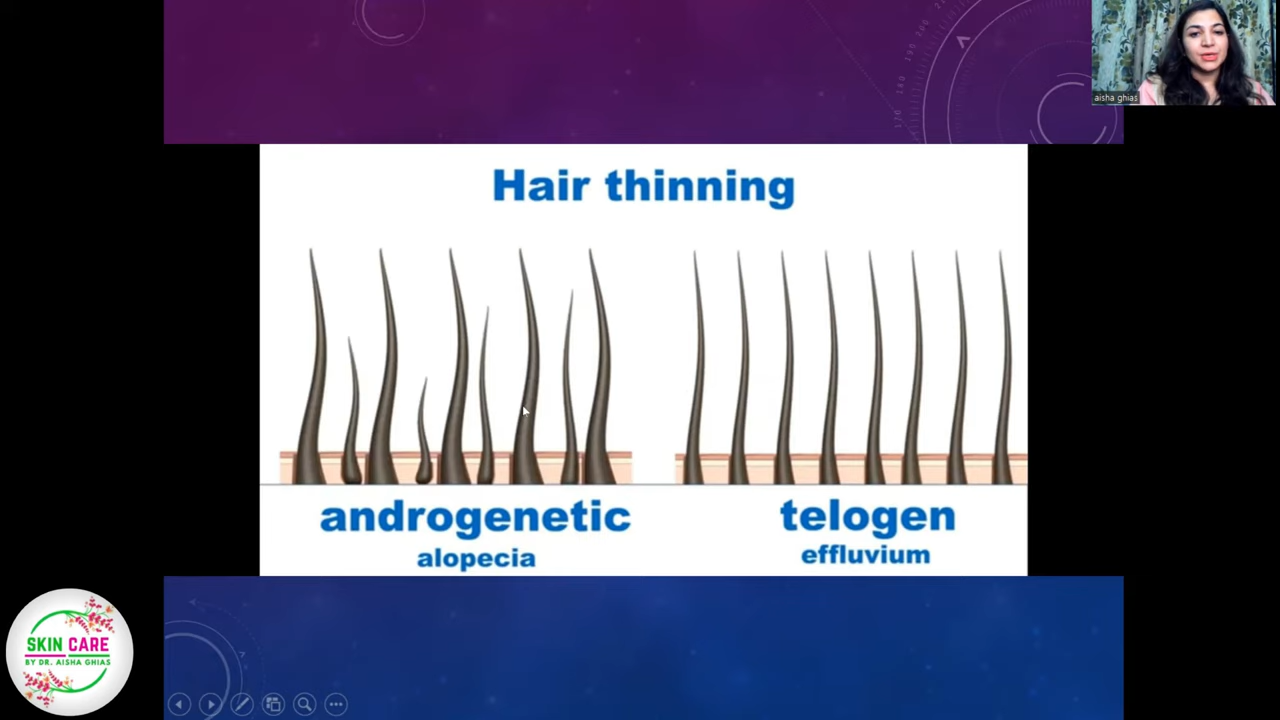 aisha ghias
Hair thinning
androgenetic
alopecia
telogen
effluvium
SKIN CARE
BY DR. AISHA GHIAS